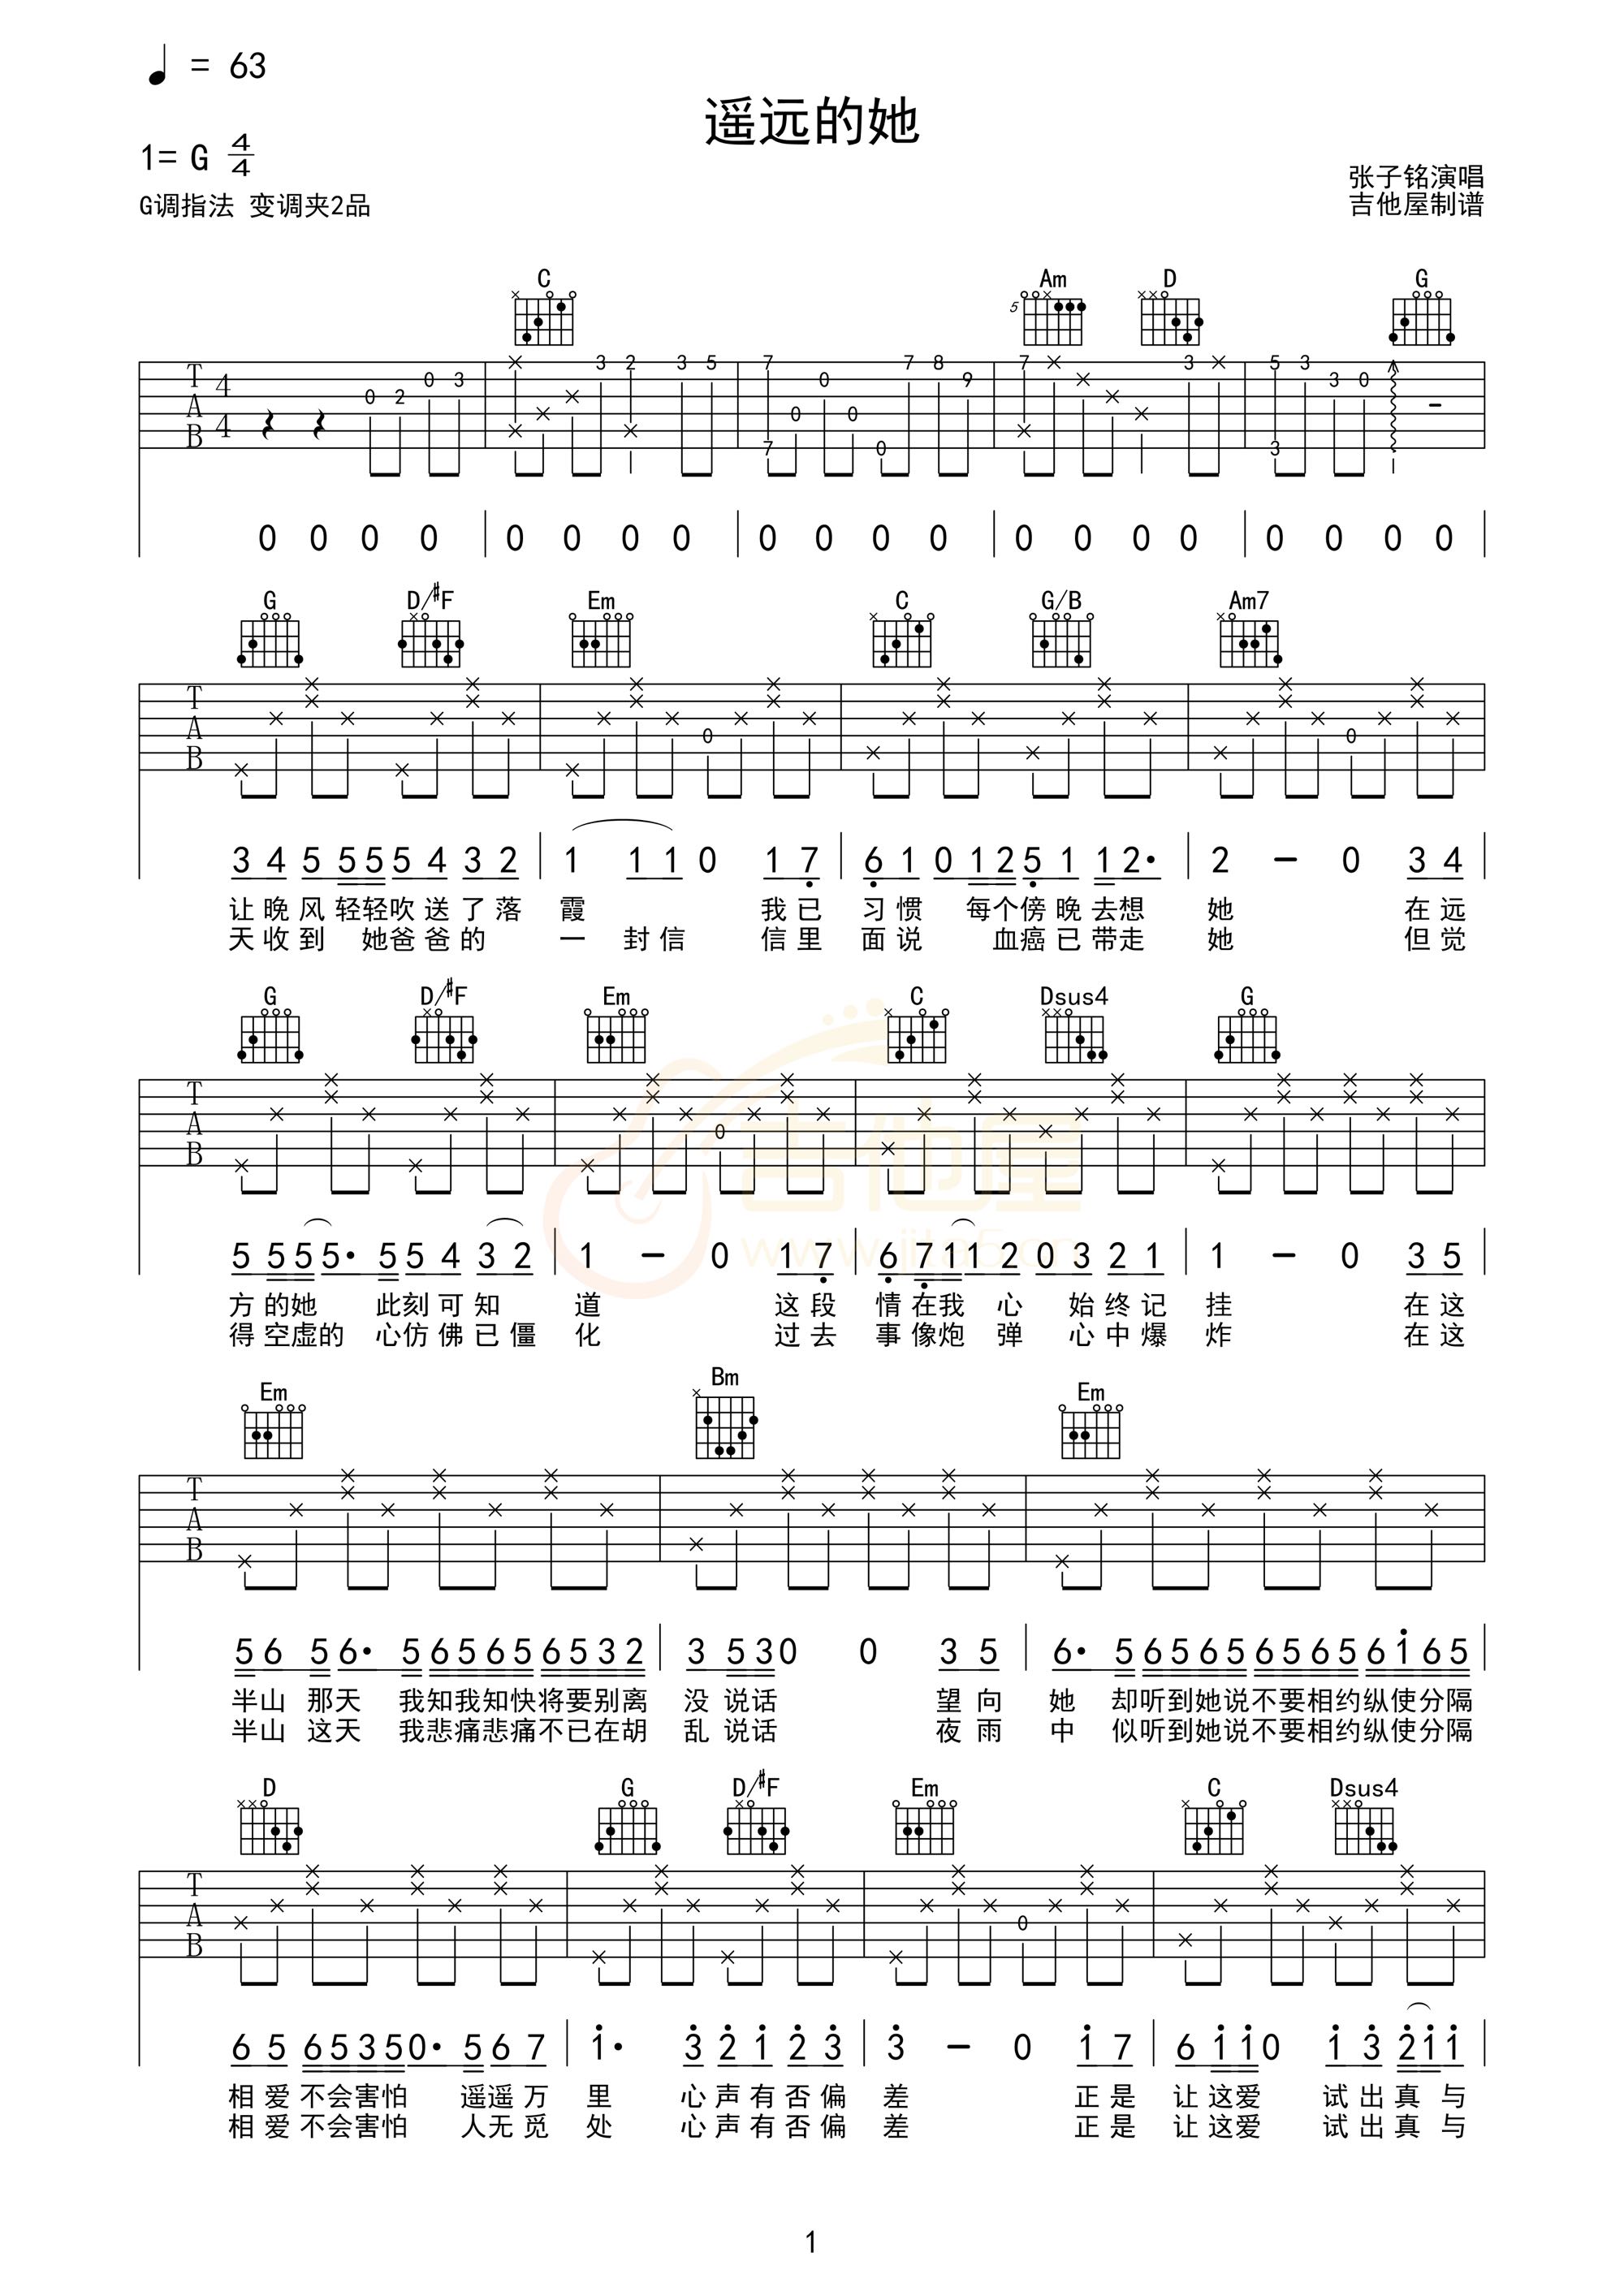 ♩ = 63
遥远的她
1= G 4/4
张子铭演唱
G调指法 变调夹2品
吉他屋制谱
C Am D G
5
T A B 4 4 0 2 0 3 3 2 3 5 7 7 0 0 0 0 7 8 9 7 3 5 3 3 3 0 -
0 0 0 0 | 0 0 0 0 | 0 0 0 0 | 0 0 0 0 | 0 0 0 0
G D/#F Em C G/B Am7
T A B 0 0
3 4 5 5 5 5 4 3 2 | 1 1 1 0 1 7 | 6 1 0 1 2 5 1 1 2· | 2 - 0 3 4
让晚风轻轻吹送了落霞 我已习惯 每个傍晚去想她 在远
天收到 她爸爸的一封信 信里面说 血癌已带走她 但觉
G D/#F Em C Dsus4 G
T A B 0
吉他屋
www.jita5.cn
5 5 5 5· 5 5 4 3 2 | 1 - 0 1 7 | 6 7 1 1 2 0 3 2 1 | 1 - 0 3 5
方的她 此刻可知道 这段情在我心 始终记挂 在这
得空虚的 心仿佛已僵化 过去事像炮弹 心中爆炸 在这
Em Bm Em
T A B
5 6 5 6· 5 6 5 6 5 6 5 3 2 | 3 5 3 0 0 3 5 | 6· 5 6 5 6 5 6 5 6 5 6 1 6 5
半山 那天 我知我知快将要别离 没说话 望向她 却听到她说不要相约纵使分隔
半山 这天 我悲痛悲痛不已在胡乱说话 夜雨中 似听到她说不要相约纵使分隔
D G D/#F Em C Dsus4
T A B 0
6 5 6 5 3 5 0· 5 6 7 | 1· 3 2 1 2 3 | 3 - 0 1 7 | 6 1 1 0 1 3 2 1 1
相爱不会害怕 遥遥万里 心声有否偏差 正是让这爱 试出真与
相爱不会害怕 人无觅处 心声有否偏差 正是让这爱 试出真与
1